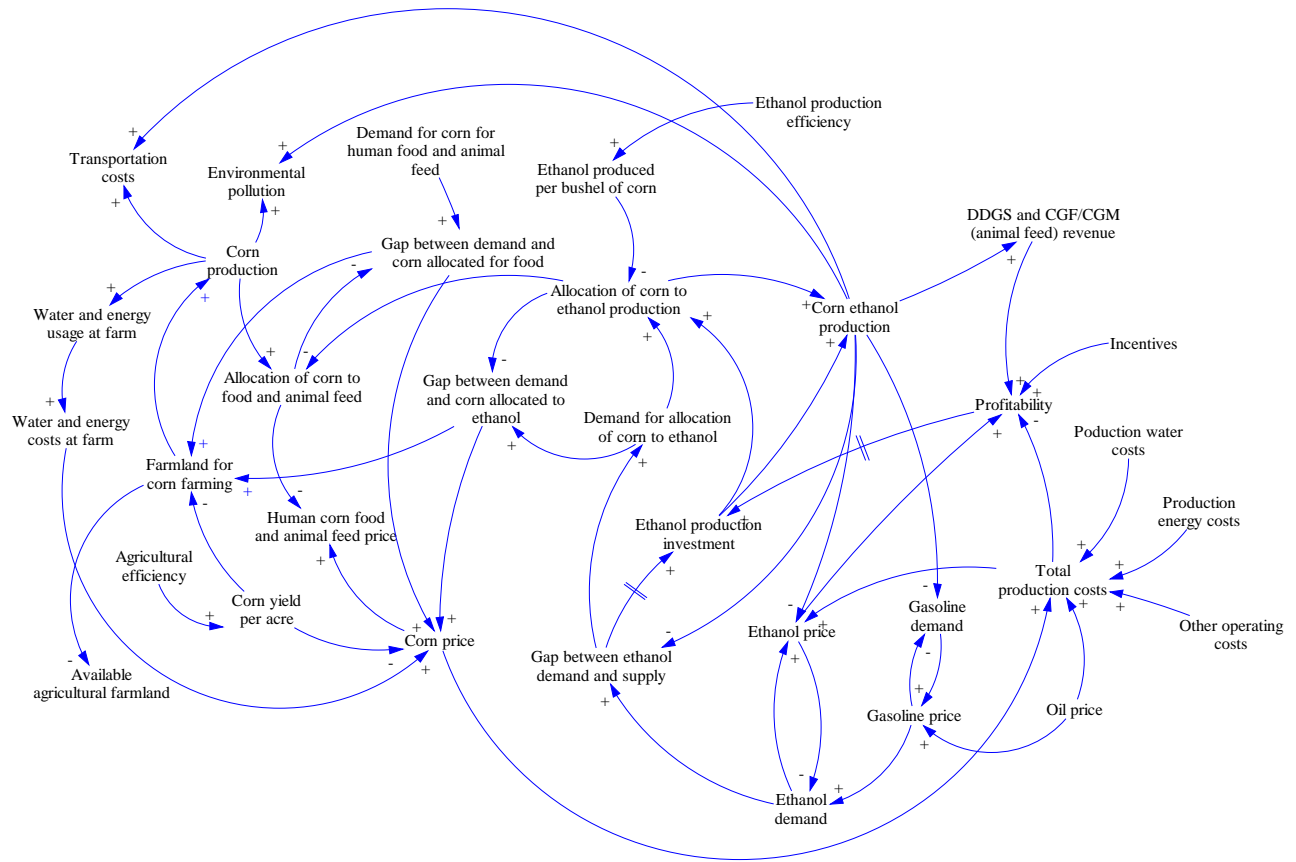 Ethanol production
efficiency
Demand for corn for
human food and animal
feed
Transportation
costs
Environmental
pollution
Ethanol produced
per bushel of corn
DDGS and CGF/CGM
(animal feed) revenue
Gap between demand and
corn allocated for food
Corn
production
Allocation of corn to
ethanol production
Corn ethanol
production
Water and energy
usage at farm
Incentives
Allocation of corn to
food and animal feed
Gap between demand
and corn allocated to
ethanol
Profitability
Water and energy
costs at farm
Demand for allocation
of corn to ethanol
Poduction water
costs
Farmland for
corn farming
Production
energy costs
Human corn food
and animal feed price
Ethanol production
investment
Agricultural
efficiency
Total
production costs
Corn yield
per acre
Gasoline
demand
Ethanol price
Corn price
Other operating
costs
Gap between ethanol
demand and supply
Available
agricultural farmland
Gasoline price
Oil price
Ethanol
demand